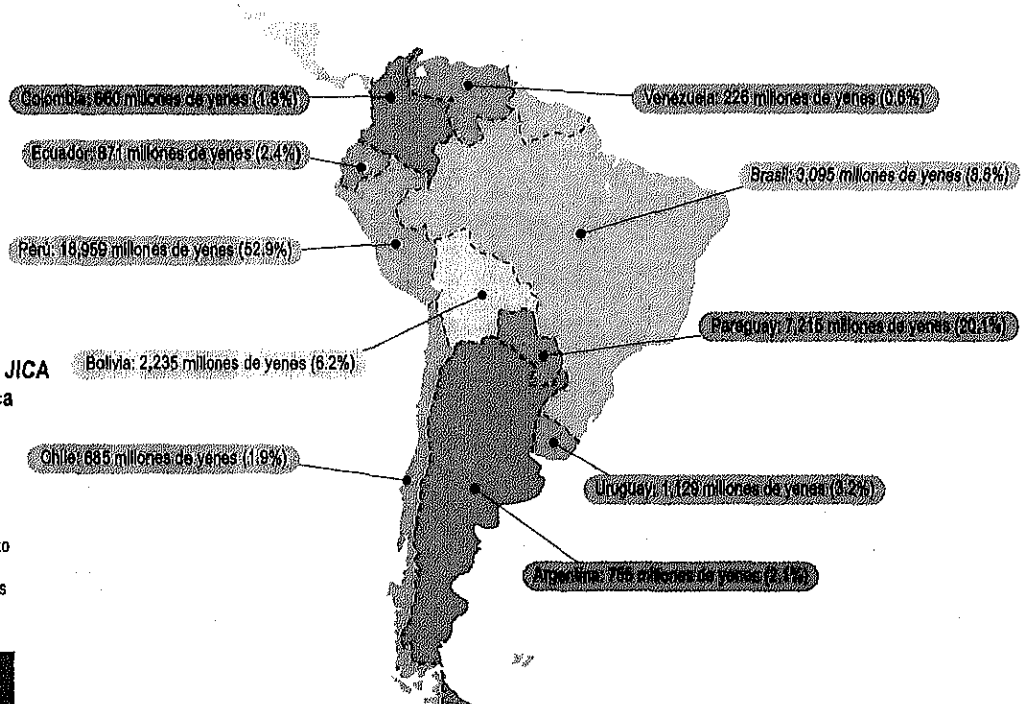 Colombia: 660 millones de yenes (1.8%)
Venezuela: 226 millones de yenes (0.6%)
Ecuador: 871 millones de yenes (2.4%)
Brasil: 3,095 millones de yenes (8.6%)
Perú: 18,959 millones de yenes (52.9%)
Paraguay: 7,215 millones de yenes (20.1%)
Bolivia: 2,235 millones de yenes (6.2%)
JICA
Chile: 685 millones de yenes (1.9%)
Uruguay: 1,129 millones de yenes (3.2%)
Argentina: millones de yenes (2.1%)